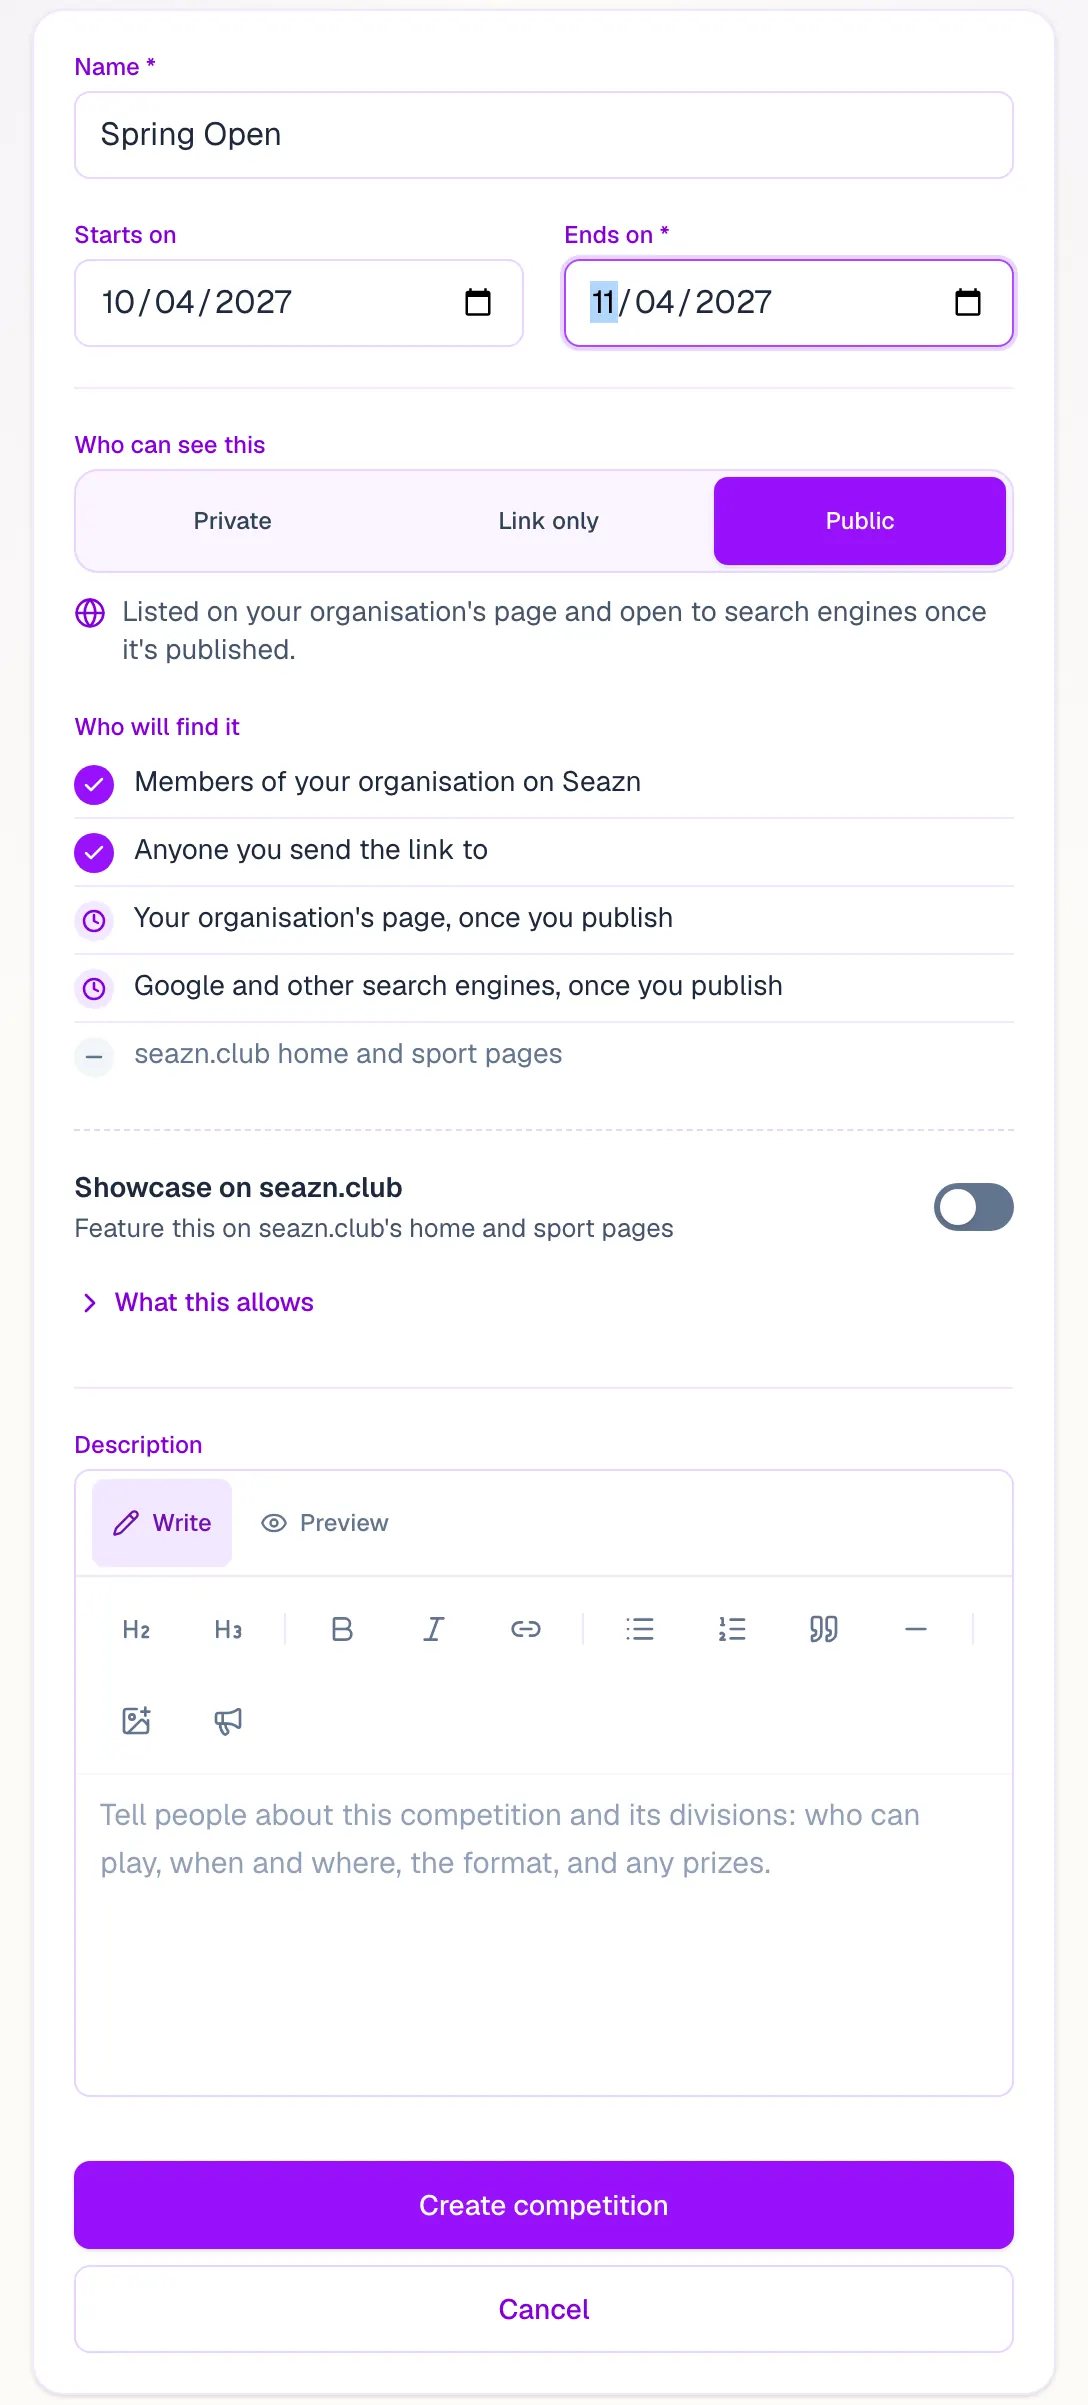 Name *
Spring Open
Starts on
Ends on *
10/04/2027
11/04/2027
Who can see this
Private
Link only
Public
Listed on your organisation's page and open to search engines once
it's published.
Who will find it
Members of your organisation on Seazn
Anyone you send the link to
Your organisation's page, once you publish
Google and other search engines, once you publish
seazn.club home and sport pages
Showcase on seazn.club
Feature this on seazn.club's home and sport pages
What this allows
Description
Write
Preview
H2
H3
B
I
Tell people about this competition and its divisions: who can
play, when and where, the format, and any prizes.
Create competition
Cancel